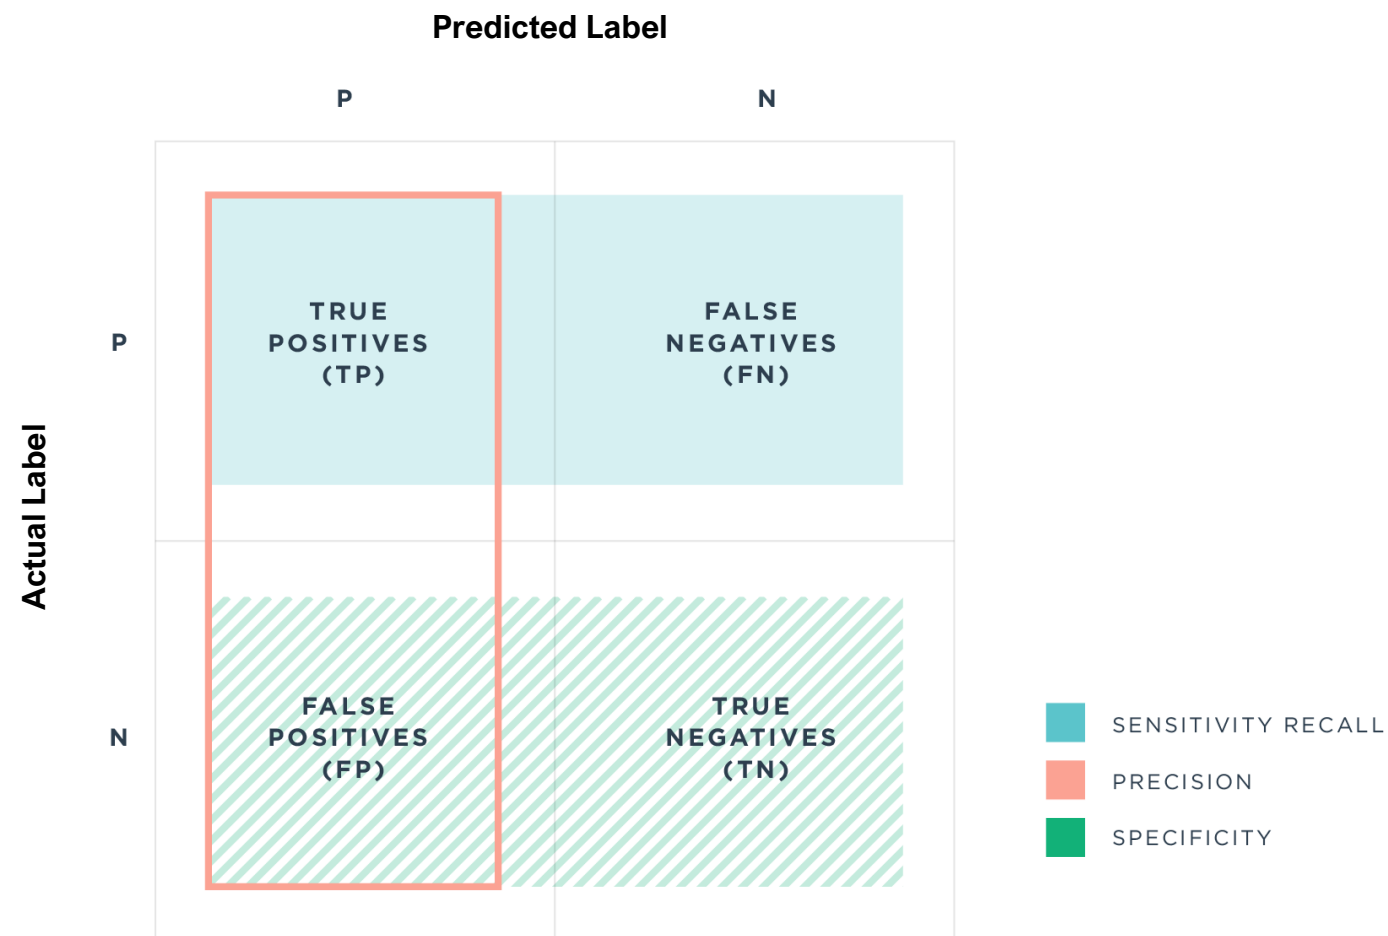 Predicted Label
P
N
Actual Label
P
TRUE
POSITIVES
(TP)
FALSE
NEGATIVES
(FN)
N
FALSE
POSITIVES
(FP)
TRUE
NEGATIVES
(TN)
SENSITIVITY RECALL
PRECISION
SPECIFICITY